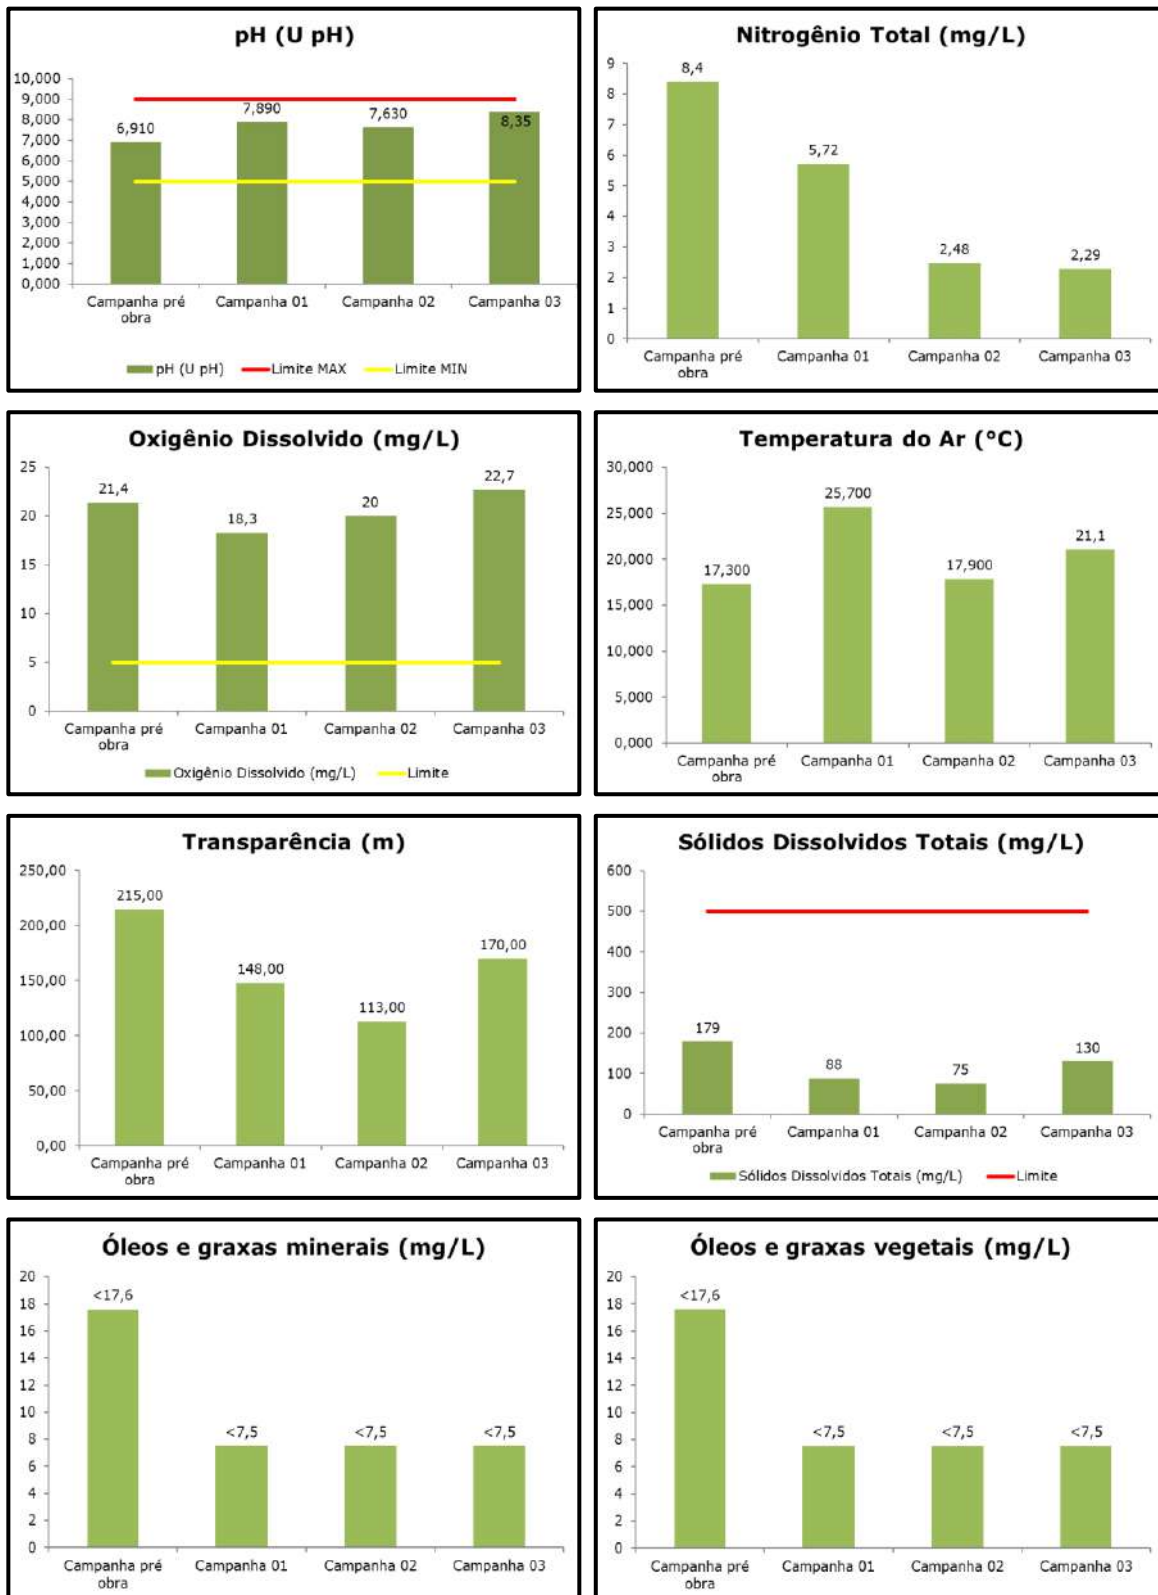 pH (U pH)
10,000
9,000
8,000
7,000
6,000
5,000
4,000
3,000
2,000
1,000
0,000
6,910
7,890
7,630
8,35
Campanha pré
obra
Campanha 01
Campanha 02
Campanha 03
pH (U pH)
Limite MAX
Limite MIN
Nitrogênio Total (mg/L)
9
8
7
6
5
4
3
2
1
0
8,4
5,72
2,48
2,29
Campanha pré
obra
Campanha 01
Campanha 02
Campanha 03
Oxigênio Dissolvido (mg/L)
25
20
15
10
5
0
21,4
18,3
20
22,7
Campanha pré
obra
Campanha 01
Campanha 02
Campanha 03
Oxigênio Dissolvido (mg/L)
Limite
Temperatura do Ar (°C)
30,000
25,000
20,000
15,000
10,000
5,000
0,000
17,300
25,700
17,900
21,1
Campanha pré
obra
Campanha 01
Campanha 02
Campanha 03
Transparência (m)
250,00
200,00
150,00
100,00
50,00
0,00
215,00
148,00
113,00
170,00
Campanha pré
obra
Campanha 01
Campanha 02
Campanha 03
Sólidos Dissolvidos Totais (mg/L)
600
500
400
300
200
100
0
179
88
75
130
Campanha pré
obra
Campanha 01
Campanha 02
Campanha 03
Sólidos Dissolvidos Totais (mg/L)
Limite
Óleos e graxas minerais (mg/L)
20
18
16
14
12
10
8
6
4
2
0
<17,6
<7,5
<7,5
<7,5
Campanha pré
obra
Campanha 01
Campanha 02
Campanha 03
Óleos e graxas vegetais (mg/L)
20
18
16
14
12
10
8
6
4
2
0
<17,6
<7,5
<7,5
<7,5
Campanha pré
obra
Campanha 01
Campanha 02
Campanha 03